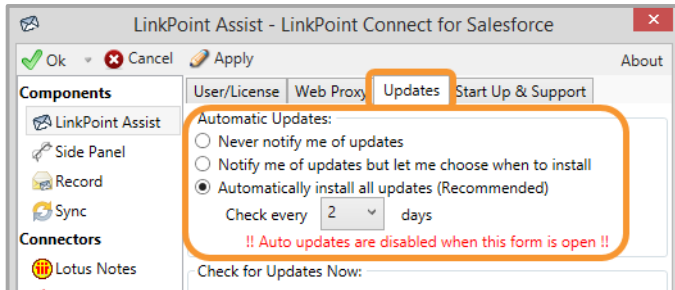 LinkPoint Assist - LinkPoint Connect for Salesforce
Ok Cancel Apply About
Components
LinkPoint Assist
Side Panel
Record
Sync
Connectors
Lotus Notes
User/License Web Proxy Updates Start Up & Support
Automatic Updates:
Never notify me of updates
Notify me of updates but let me choose when to install
Automatically install all updates (Recommended)
Check every 2 days
!! Auto updates are disabled when this form is open !!
Check for Updates Now: